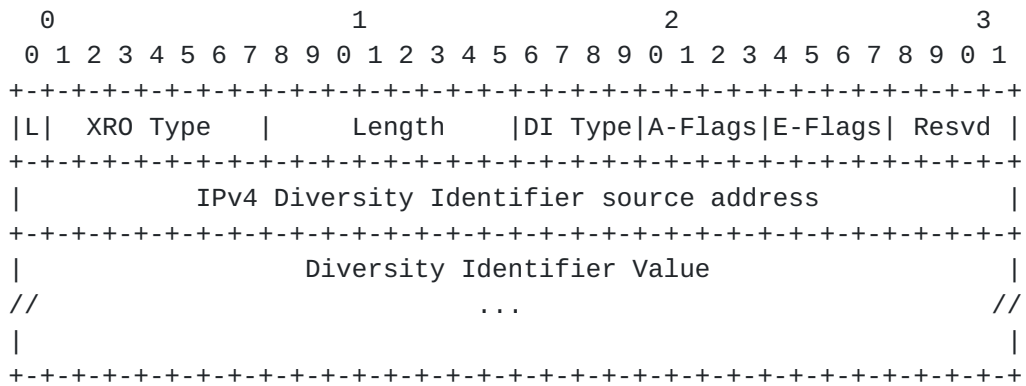 0                   1                   2                  3
 0 1 2 3 4 5 6 7 8 9 0 1 2 3 4 5 6 7 8 9 0 1 2 3 4 5 6 7 8 9 0 1
+-+-+-+-+-+-+-+-+-+-+-+-+-+-+-+-+-+-+-+-+-+-+-+-+-+-+-+-+-+-+-+-+
|L|  XRO Type   |     Length    |DI Type|A-Flags|E-Flags| Resvd |
+-+-+-+-+-+-+-+-+-+-+-+-+-+-+-+-+-+-+-+-+-+-+-+-+-+-+-+-+-+-+-+-+
|           IPv4 Diversity Identifier source address            |
+-+-+-+-+-+-+-+-+-+-+-+-+-+-+-+-+-+-+-+-+-+-+-+-+-+-+-+-+-+-+-+-+
|                  Diversity Identifier Value                   |
//                            ...                              //
|                                                               |
+-+-+-+-+-+-+-+-+-+-+-+-+-+-+-+-+-+-+-+-+-+-+-+-+-+-+-+-+-+-+-+-+